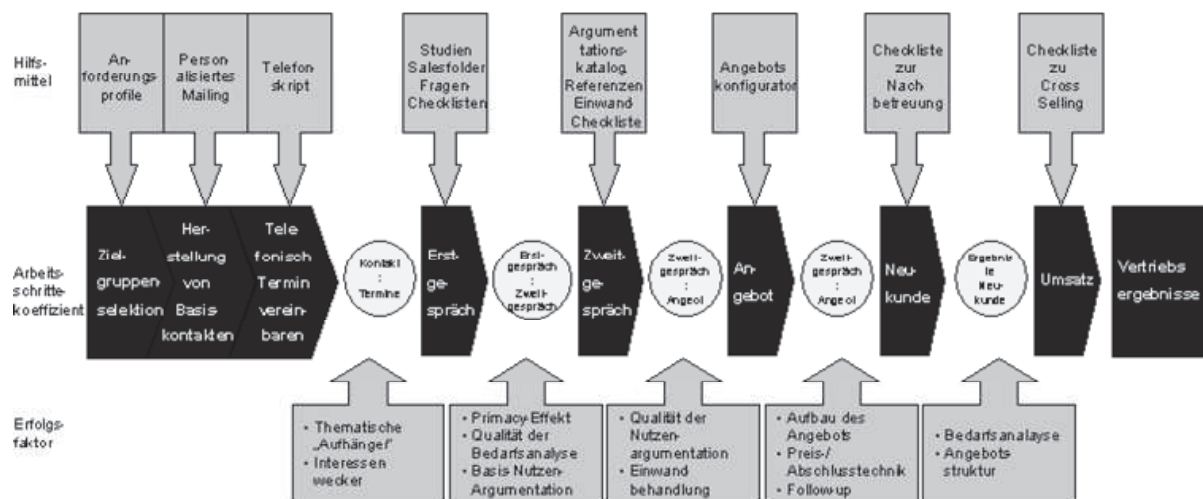 Hilfs-
mittel
An-
forderungs-
profile
Person-
alisiertes
Mailing
Telefon-
skript
Studien
Salesfolder
Fragen-
Checklisten
Argument
tations-
katalog,
Referenzen
Einwand
Checkliste
Angebots
konfigurator
Checkliste
zur
Nach-
betreuung
Checkliste
zu
Cross
Selling
Arbeits-
schritte-
koeffizient
Ziel-
gruppen-
selektion
Her-
stellung
von
Basis-
kontakten
Tele
fonisch
Termin
verein-
baren
Kontakt
:
Termine
Erst-
ge-
spräch
Erst-
gespräch
:
Zweit-
gespräch
Zweit-
ge-
spräch
Zweit-
gespräch
:
Angeot
An-
gebot
Zweit-
gespräch
:
Angeot
Neu-
kunde
Ergebnis
je
Neu-
kunde
Umsatz
Vertriebs
ergebnisse
Erfolgs-
faktor
• Thematische
„Aufhänger“
• Interessen
wecker
• Primacy-Effekt
• Qualität der
Bedarfsanalyse
• Basis-Nutzen-
Argumentation
• Qualität der
Nutzen-
argumentation
• Einwand
behandlung
• Aufbau des
Angebots
• Preis-/
Abschlusstechnik
• Follow-up
• Bedarfsanalayse
• Angebots
struktur